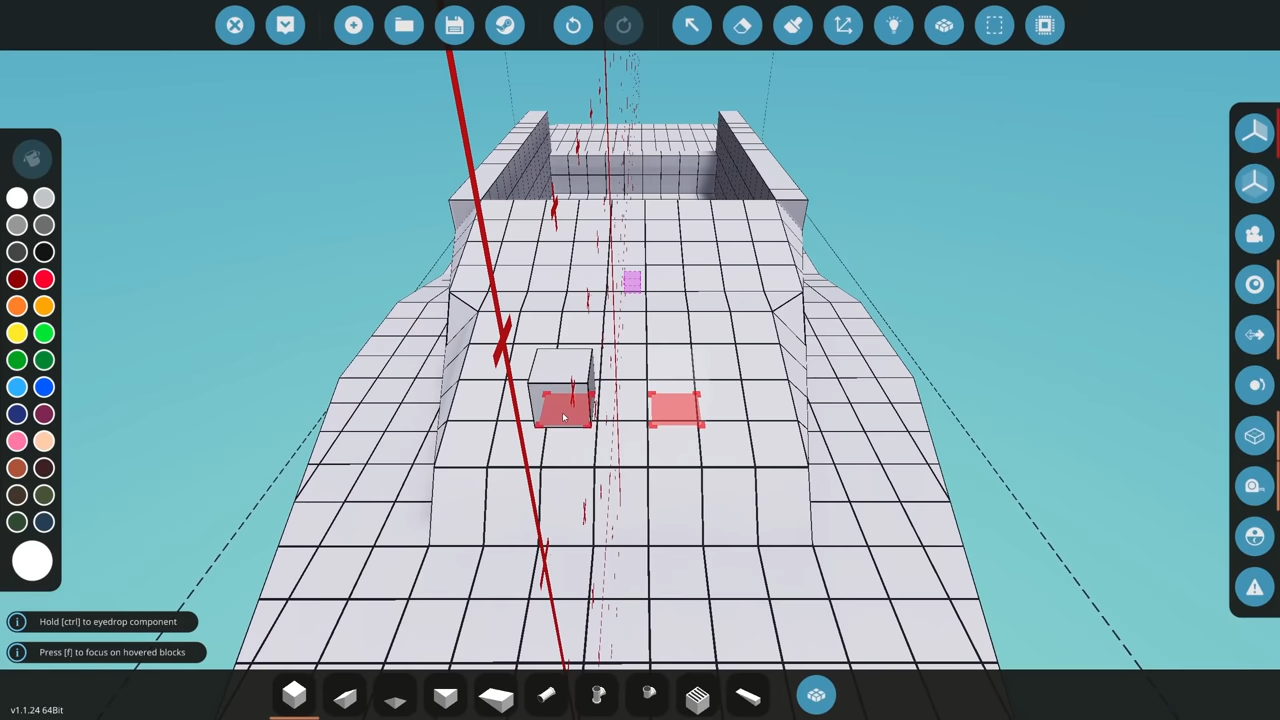 Hold [ctrl] to eyedrop component
Press [f] to focus on hovered blocks
v1.1.24 64Bit